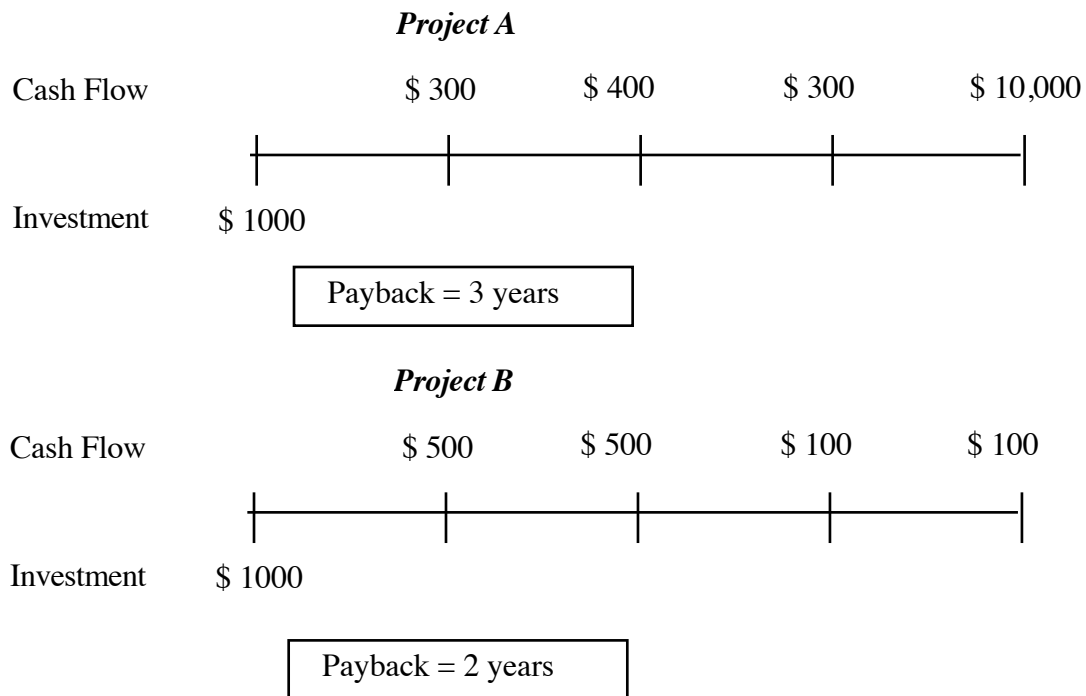 Project A
Cash Flow $ 300 $ 400 $ 300 $ 10,000
Investment $ 1000
Payback = 3 years
Project B
Cash Flow $ 500 $ 500 $ 100 $ 100
Investment $ 1000
Payback = 2 years